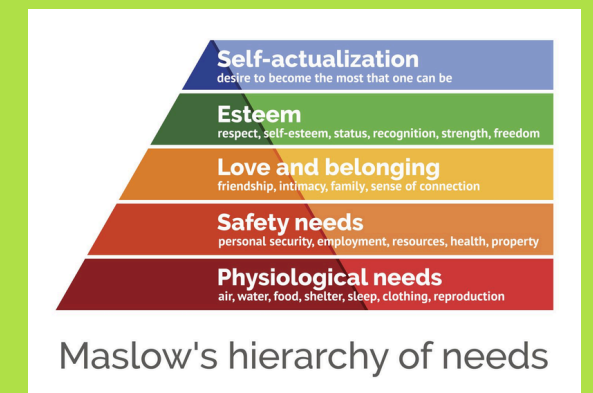 Self-actualization
desire to become the most that one can be
Esteem
respect, self-esteem, status, recognition, strength, freedom
Love and belonging
friendship, intimacy, family, sense of connection
Safety needs
personal security, employment, resources, health, property
Physiological needs
air, water, food, shelter, sleep, clothing, reproduction
Maslow's hierarchy of needs